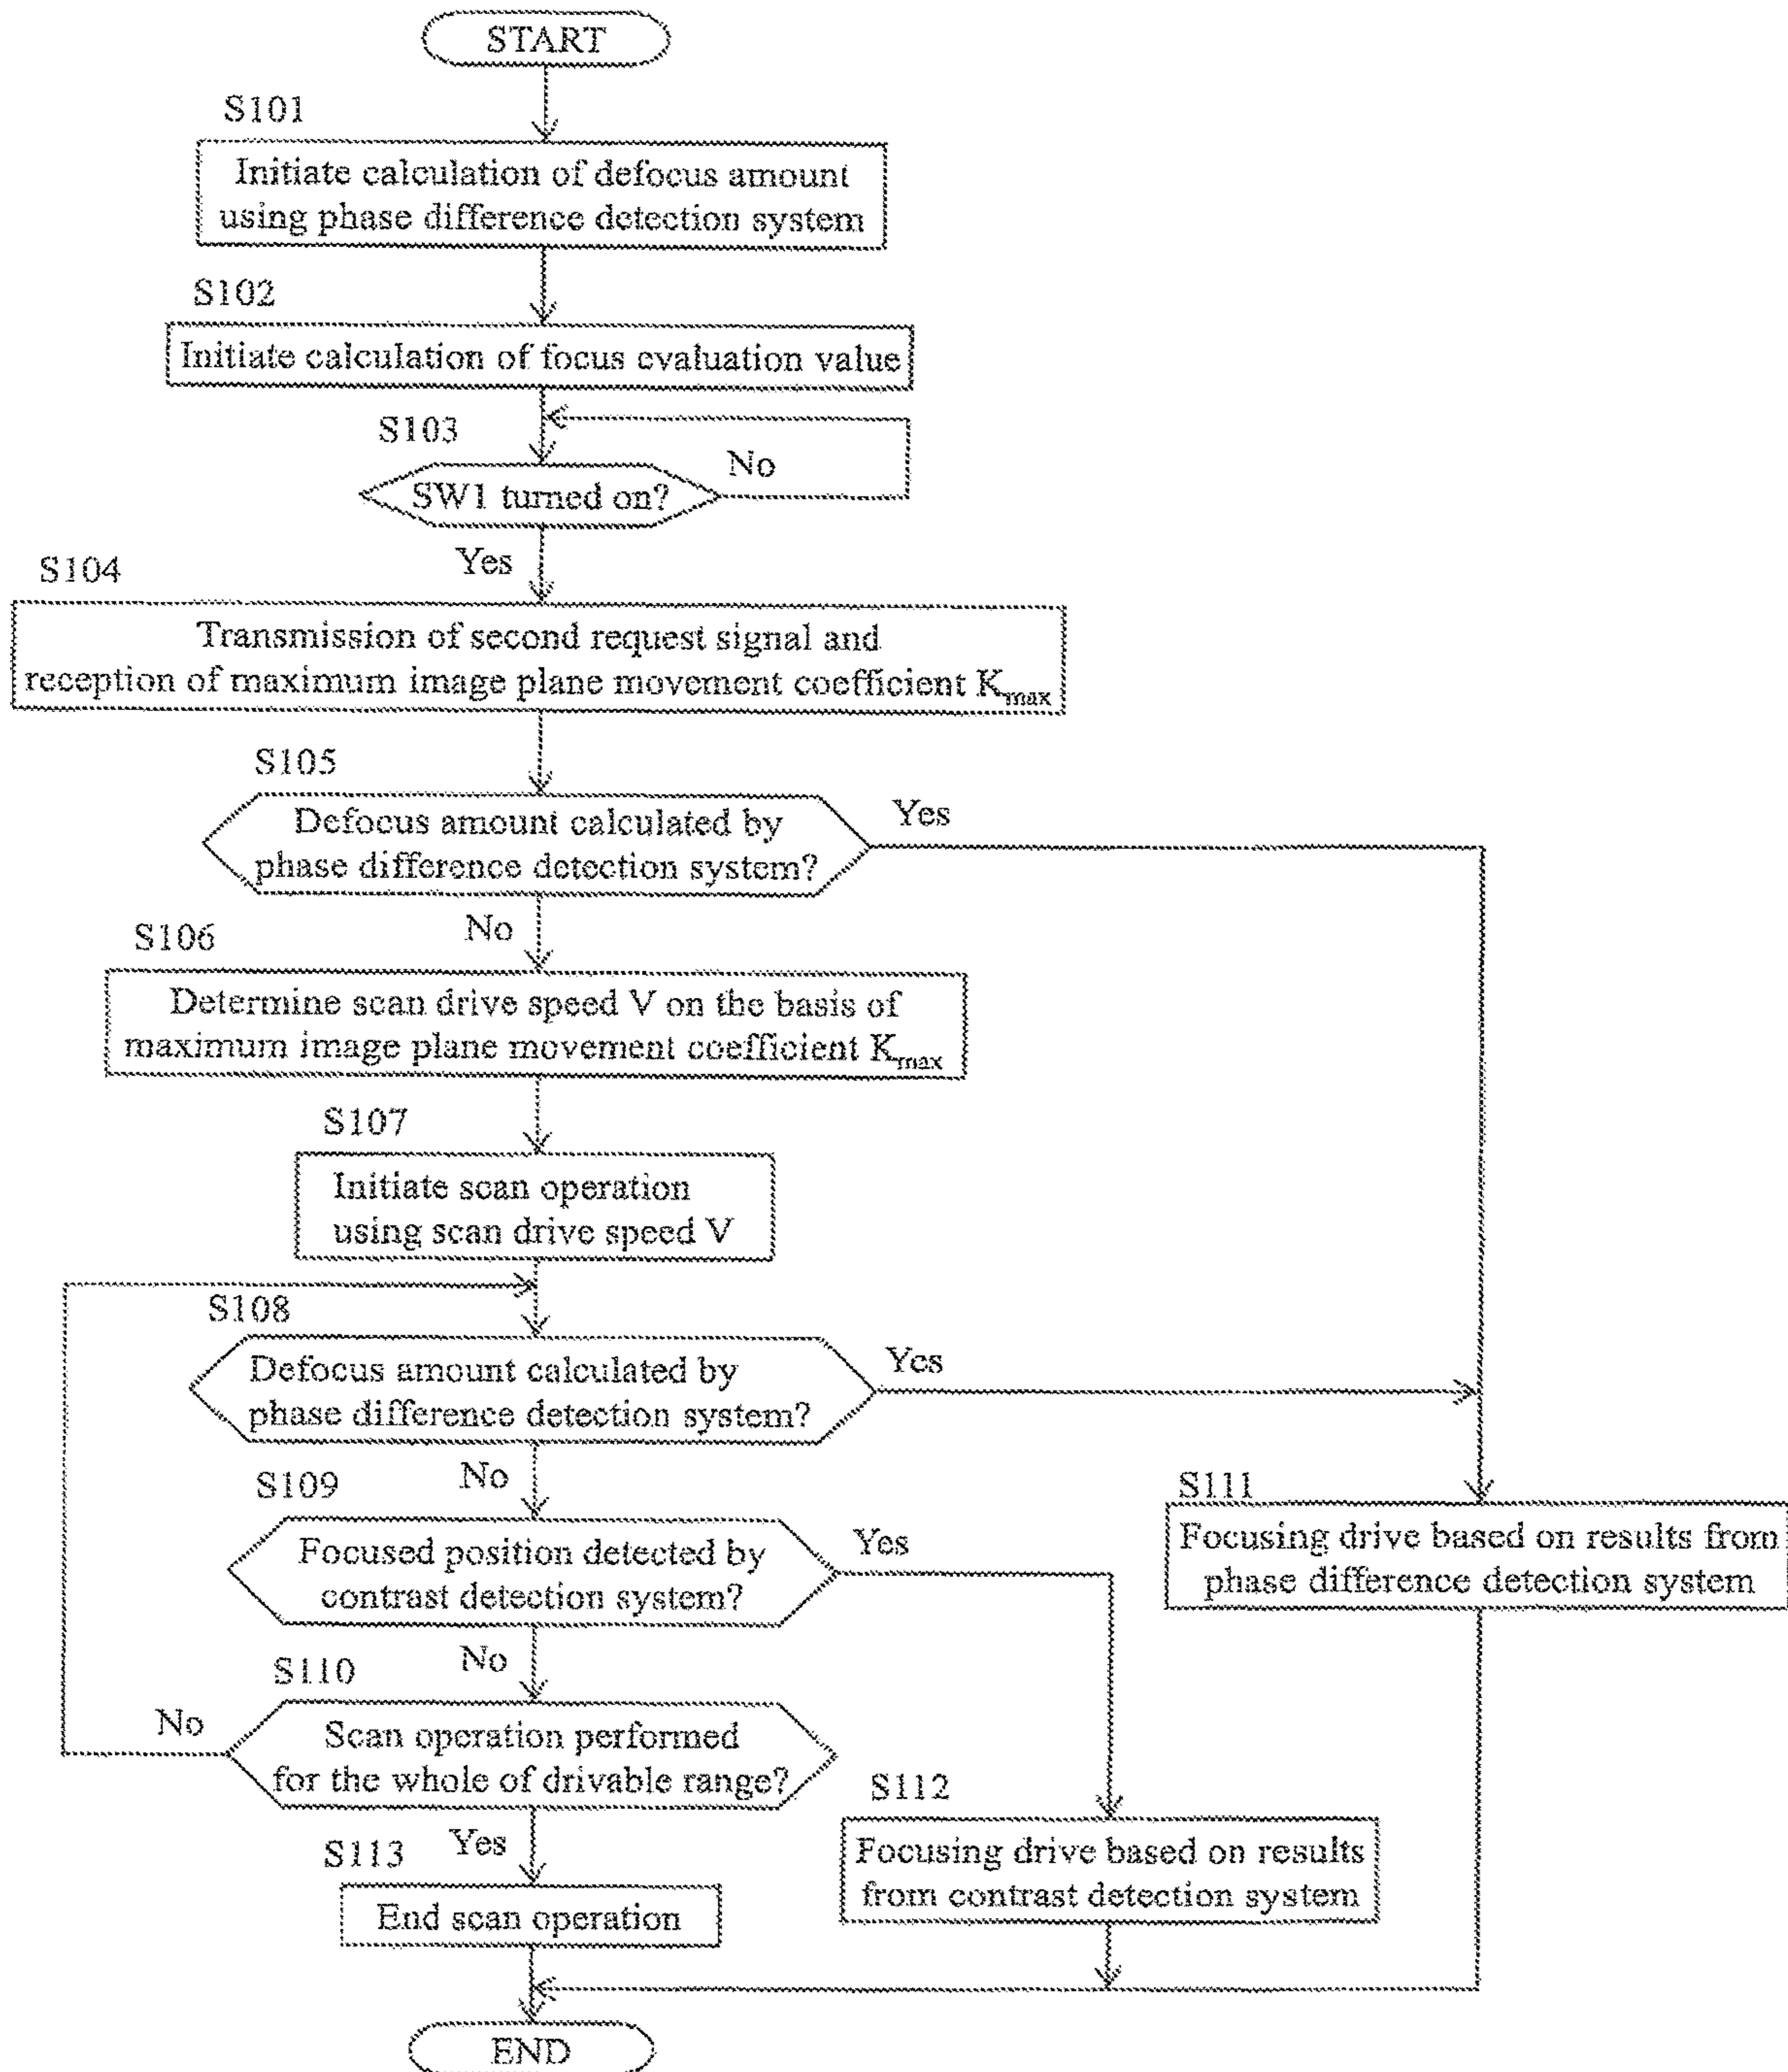 START
S101
Initiate calculation of defocus amount
using phase difference detection system
S102
Initiate calculation of focus evaluation value
S103
No
SW1 turned on?
Yes
S104
Transmission of second request signal and
reception of maximum image plane movement coefficient Kmax
S105
Defocus amount calculated by
phase difference detection system?
Yes
No
S106
Determine scan drive speed V on the basis of
maximum image plane movement coefficient Kmax
S107
Initiate scan operation
using scan drive speed V
S108
Defocus amount calculated by
phase difference detection system?
Yes
No
S109
Focused position detected by
contrast detection system?
Yes
S111
Focusing drive based on results from
phase difference detection system
No
S110
No
Scan operation performed
for the whole of drivable range?
S112
Focusing drive based on results
from contrast detection system
Yes
S113
End scan operation
END